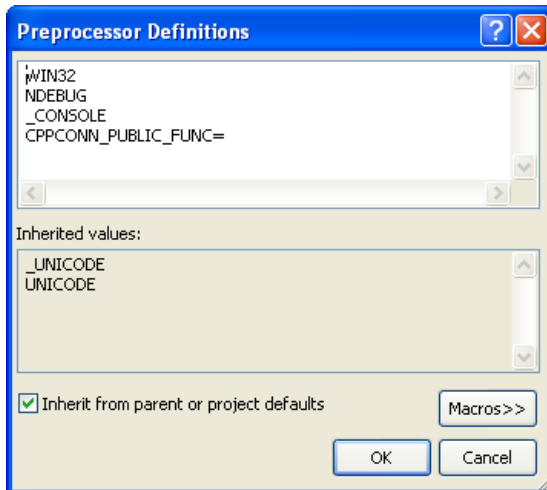 Preprocessor Definitions
WIN32
NDEBUG
_CONSOLE
CPPCONN_PUBLIC_FUNC=
Inherited values:
_UNICODE
UNICODE
Inherit from parent or project defaults
Macros>>
OK
Cancel